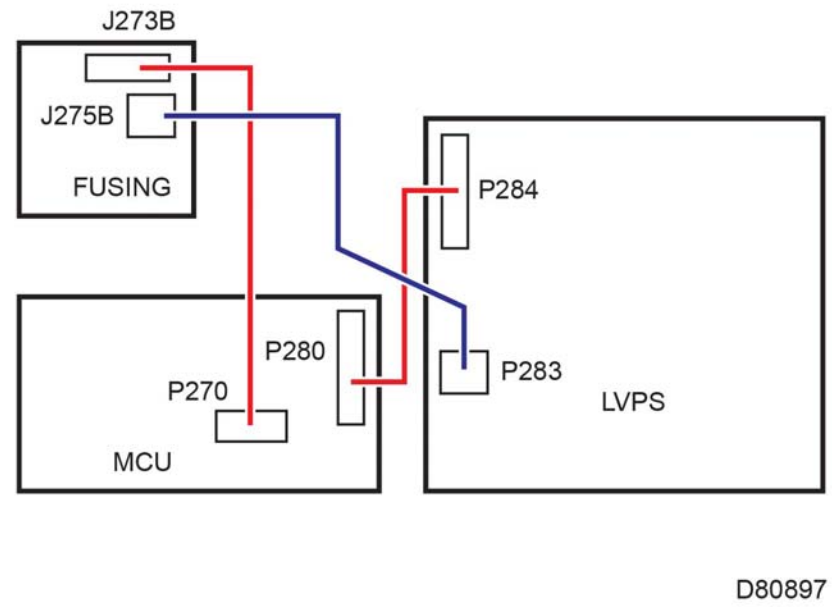 J273B
J275B
FUSING
P284
P280
P283
P270
LVPS
MCU
D80897